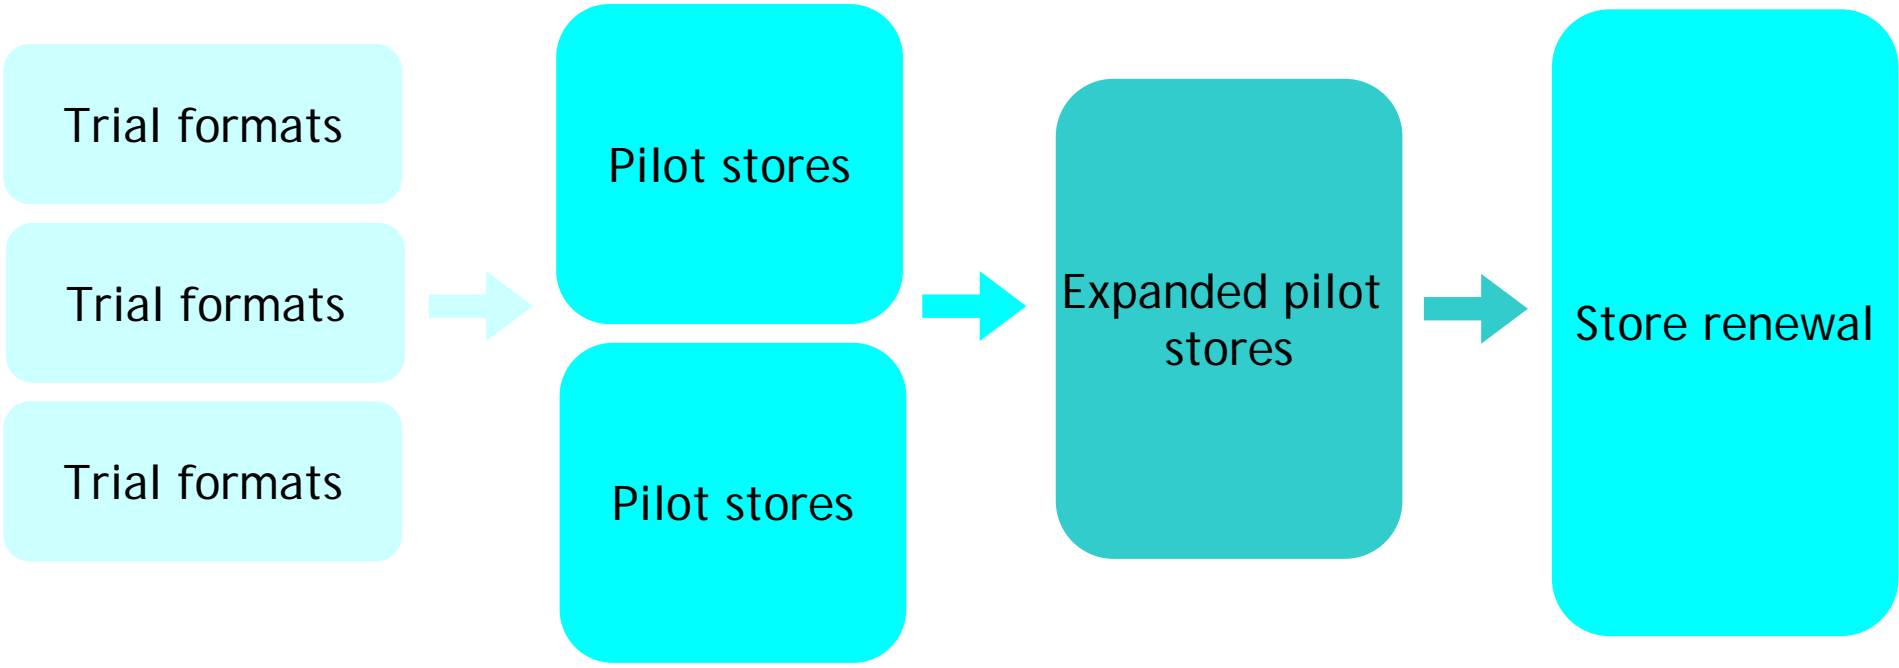 Trial formats
Trial formats
Trial formats
Pilot stores
Pilot stores
Expanded pilot
stores
Store renewal